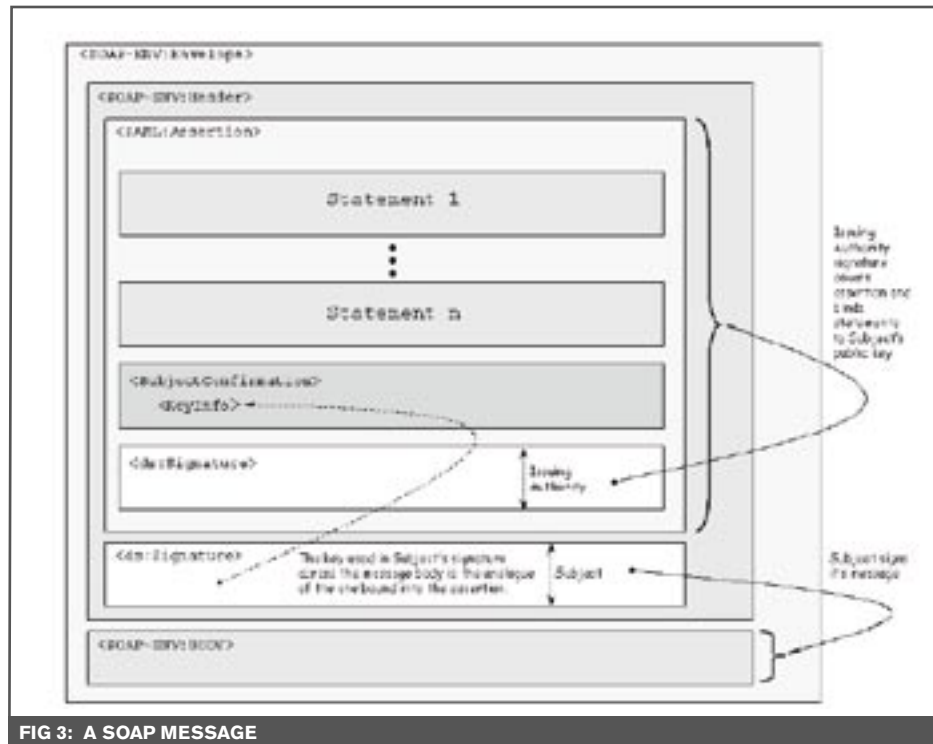 <SOAP-ENV:Envelope>
<SOAP-ENV:Header>
<SAML:Assertion>
Statement 1
Statement n
<SubjectConfirmation>
<KeyInfo>
<ds:Signature>
Issuing
authority
Issuing
authority
signature
covers
assertion and
binds
statements
to Subject's
public key
<ds:Signature>
The key used in Subject's signature
across the message body is the analogue
of the one bound into the assertion.
Subject
Subject signs
its message
<SOAP-ENV:BODY>
FIG 3: A SOAP MESSAGE